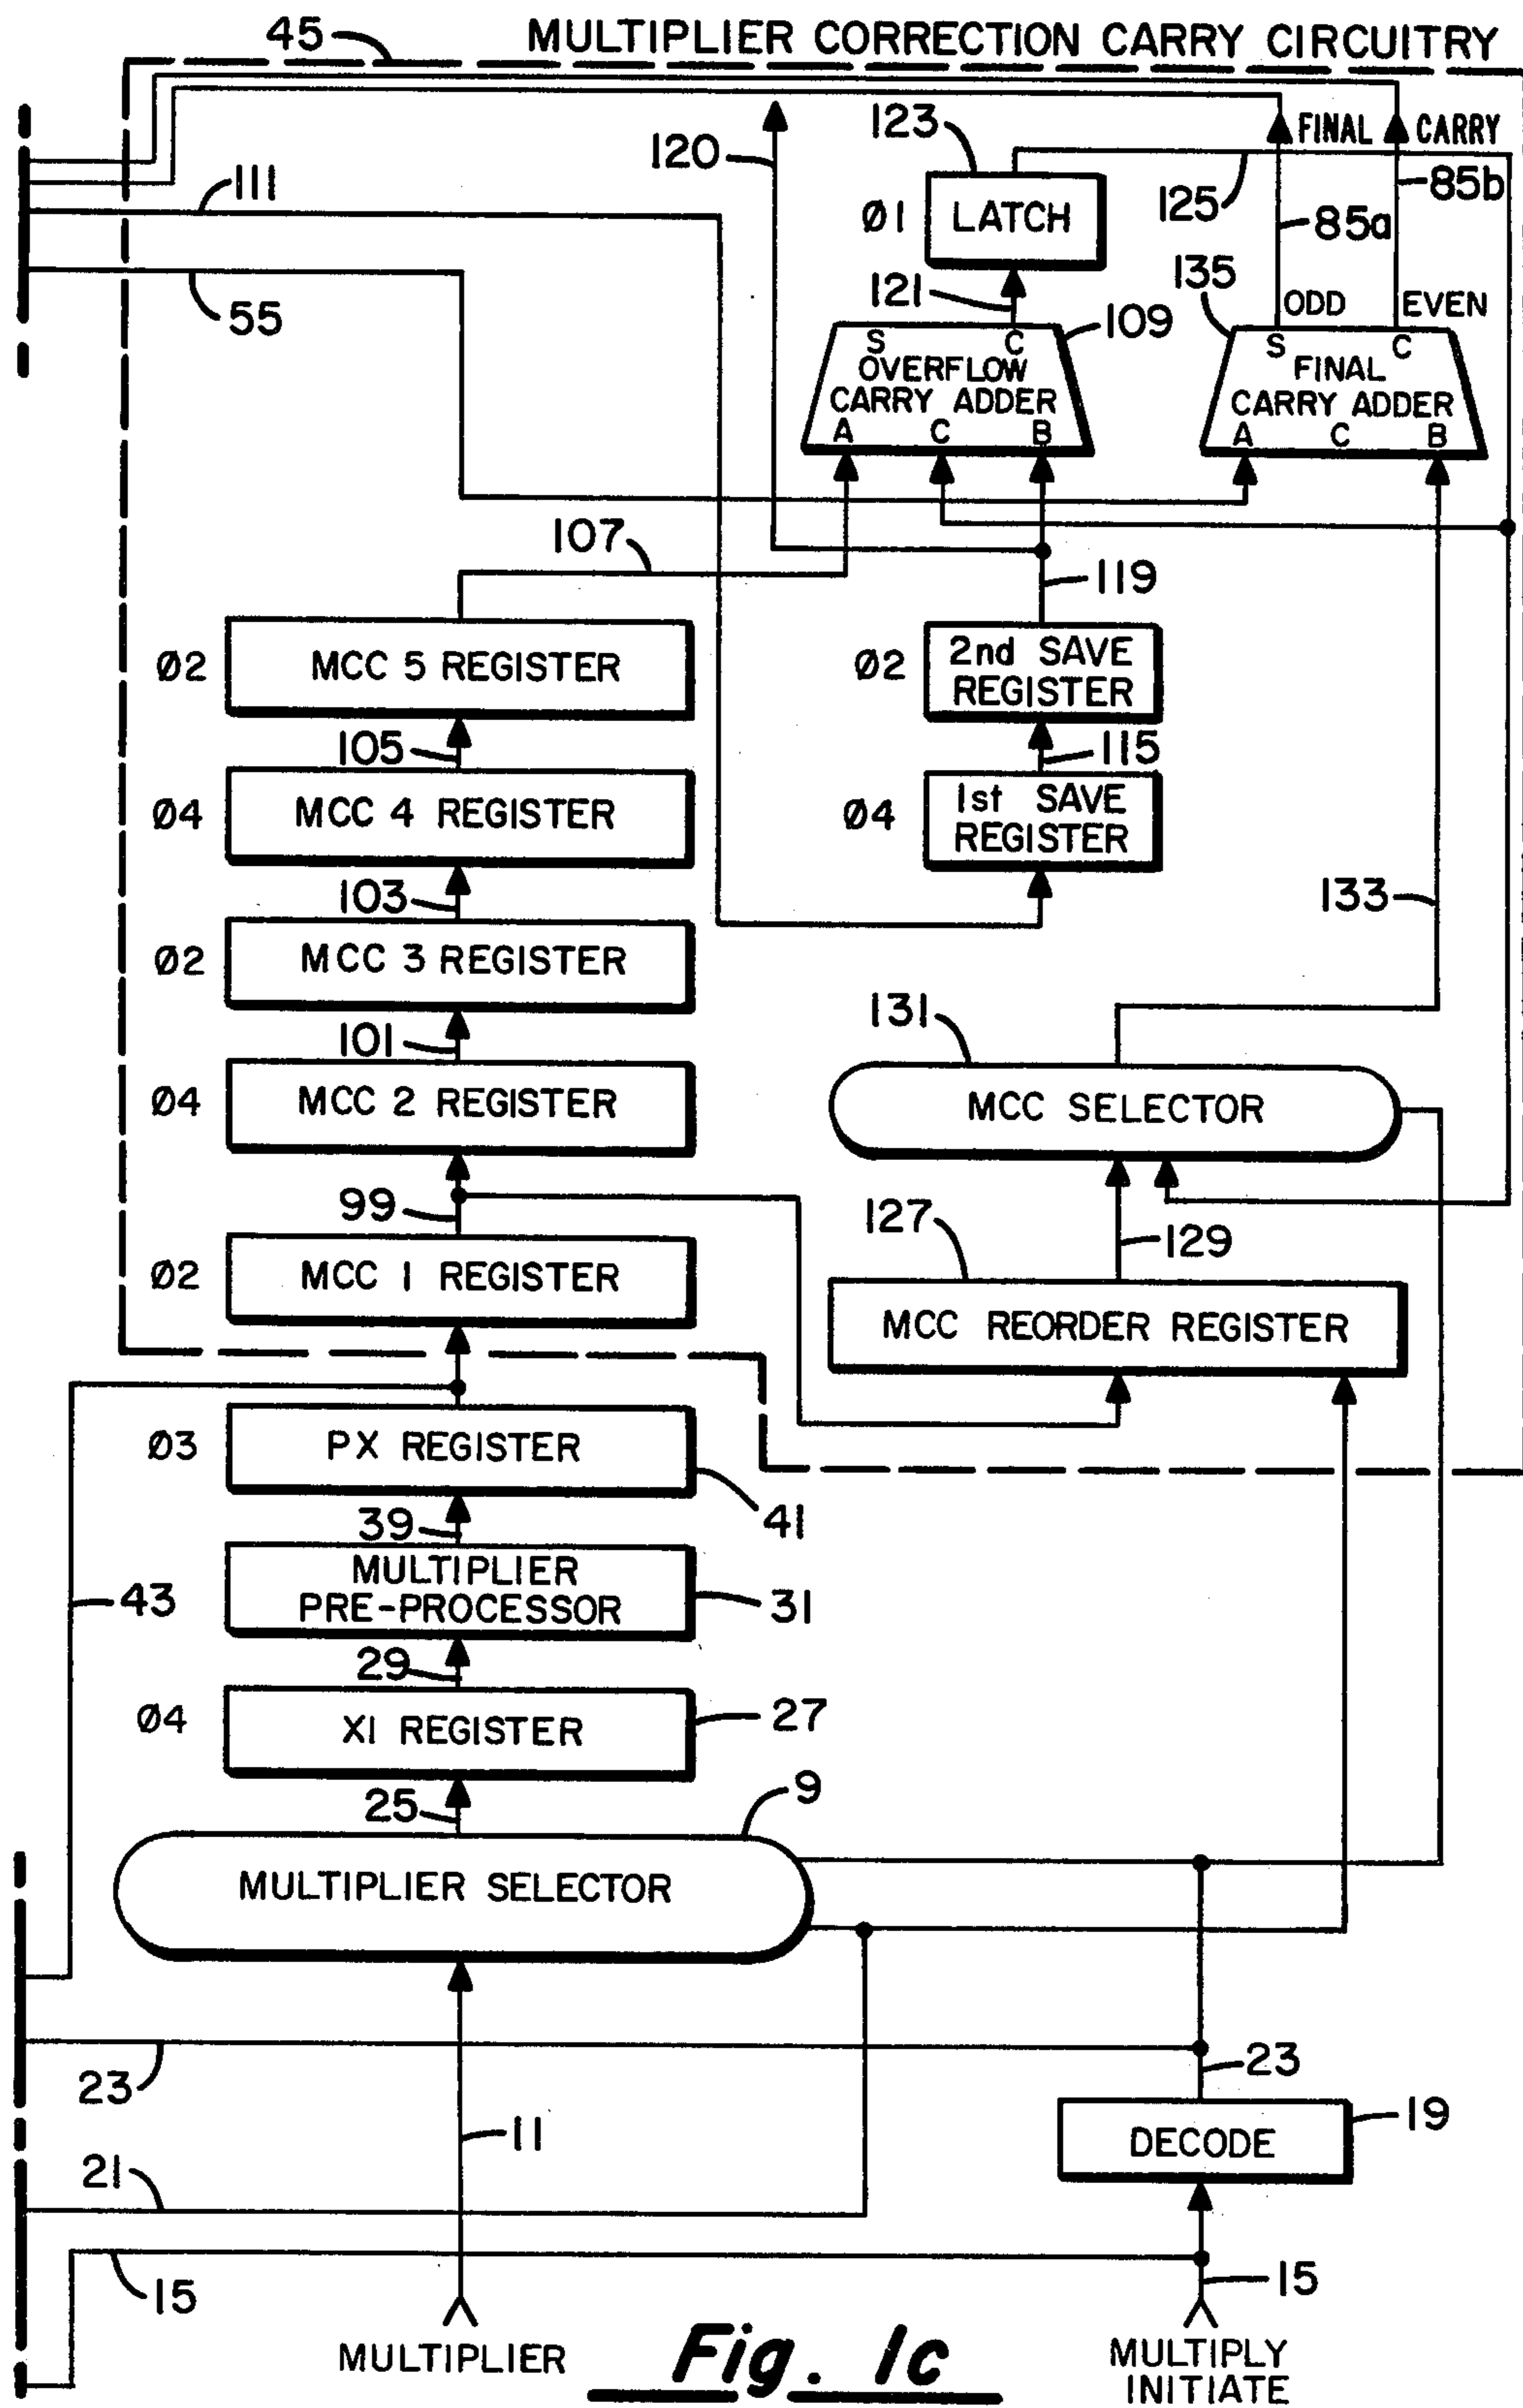 45
MULTIPLIER CORRECTION CARRY CIRCUITRY
120
123
FINAL CARRY
111
Ø1
LATCH
125
85b
85a
55
121
135
ODD
EVEN
109
S C
OVERFLOW
CARRY ADDER
A C B
S C
FINAL
CARRY ADDER
A C B
107
119
Ø2
MCC 5 REGISTER
Ø2
2nd SAVE
REGISTER
105
115
Ø4
MCC 4 REGISTER
Ø4
1st SAVE
REGISTER
103
133
Ø2
MCC 3 REGISTER
131
101
Ø4
MCC 2 REGISTER
MCC SELECTOR
99
127
129
Ø2
MCC 1 REGISTER
MCC REORDER REGISTER
Ø3
PX REGISTER
41
39
43
MULTIPLIER
PRE-PROCESSOR
31
29
Ø4
X1 REGISTER
27
25
9
MULTIPLIER SELECTOR
23
23
11
19
DECODE
21
15
15
MULTIPLIER
Fig. 1c
MULTIPLY
INITIATE